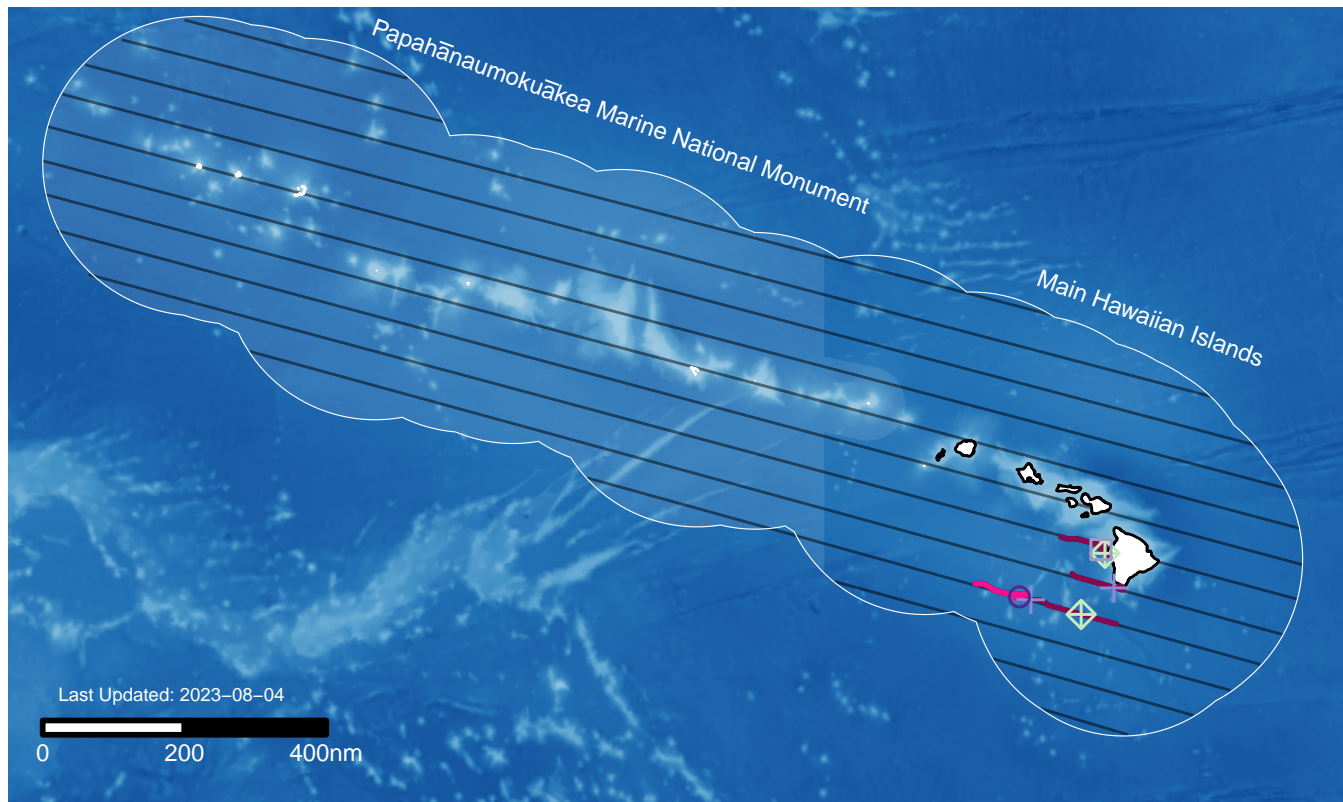 Papahānaumokuākea Marine National Monument
Main Hawaiian Islands
Last Updated: 2023−08−04
0 200 400nm